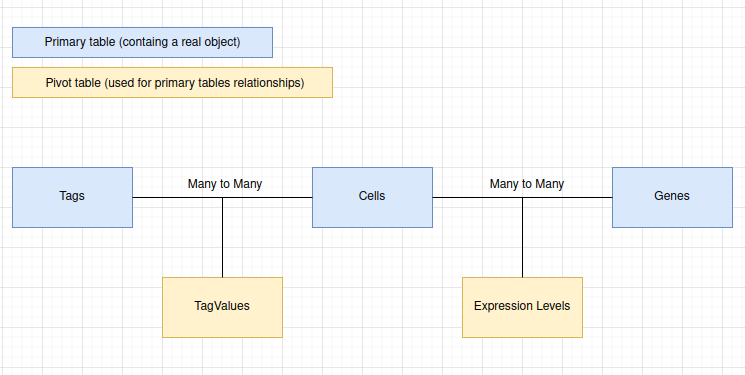 Primary table (containg a real object)
Pivot table (used for primary tables relationships)
Many to Many
Many to Many
Tags
Cells
Genes
TagValues
Expression Levels